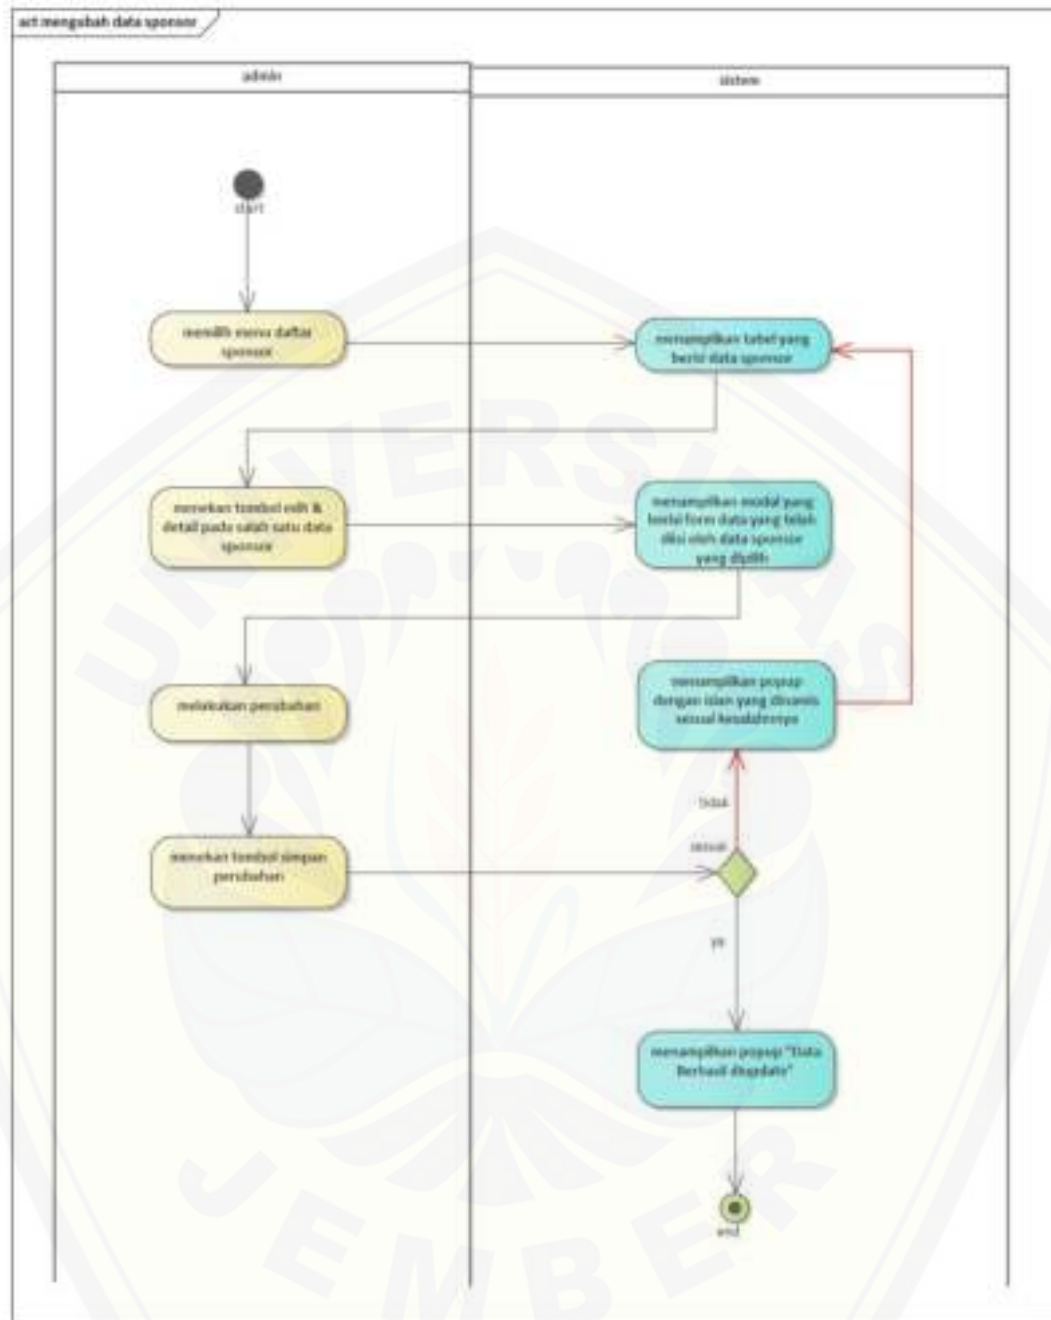 act mengubah data sponsor
admin
sistem
start
memilih menu daftar
sponsor
menampilkan tabel yang
berisi data sponsor
menekan tombol edit &
detail pada salah satu data
sponsor
menampilkan modal yang
berisi form data yang telah
diisi oleh data sponsor
yang dipilih
melakukan perubahan
menampilkan popup
dengan isian yang dinamis
sesuai
tidak
sesuai
menekan tombol simpan
perubahan
ya
menampilkan popup "Data
Berhasil diupdate"
end
UNIVERSITAS
JEMBER